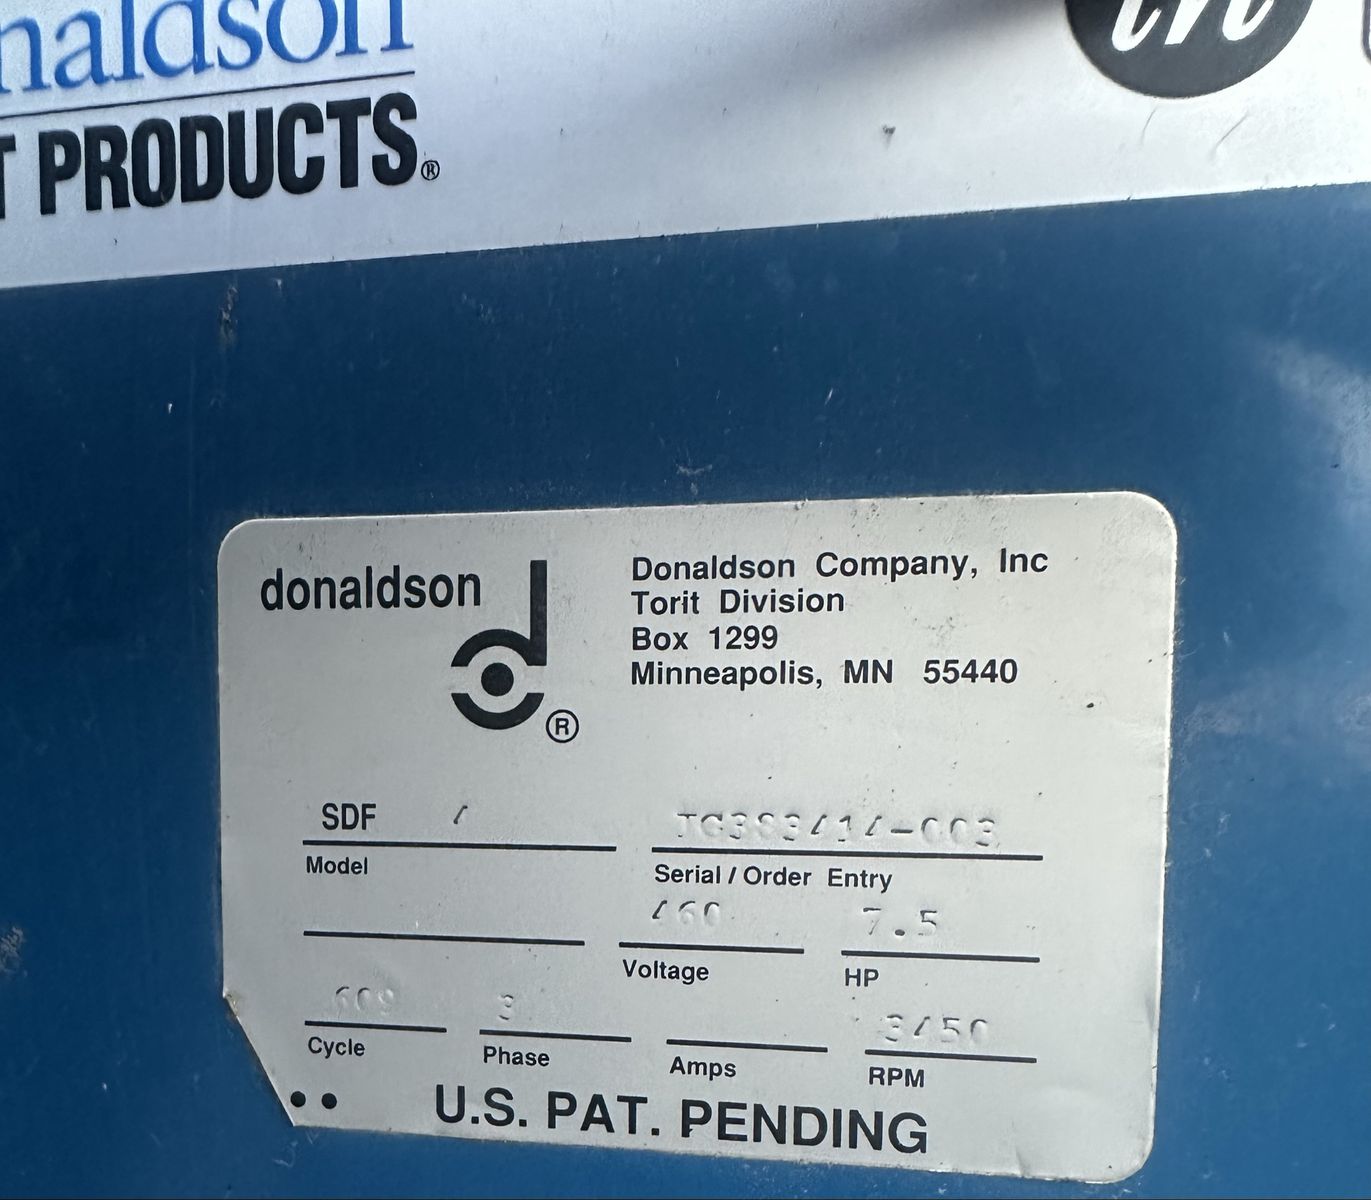 naldson
T PRODUCTS®
donaldson
®
Donaldson Company, Inc
Torit Division
Box 1299
Minneapolis, MN 55440
SDF 4
Model
Serial / Order Entry
460
Voltage
7.5
HP
Cycle
3
Phase
Amps
3450
RPM
U.S. PAT. PENDING